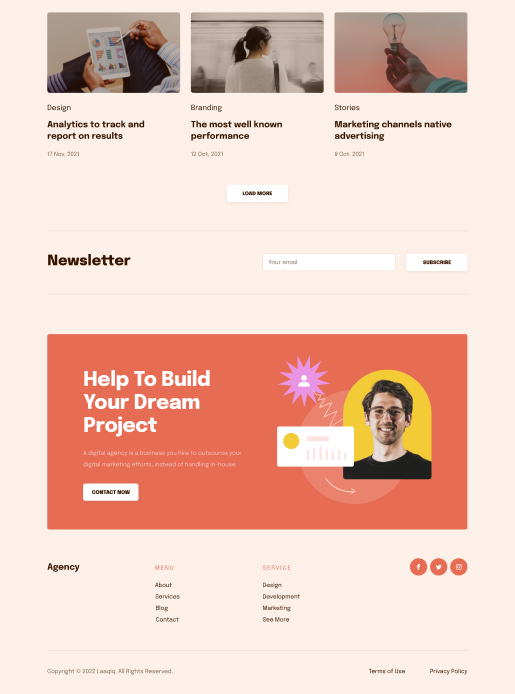 Design
Analytics to track and
report on results
17 Nov, 2021
Branding
The most well known
performance
12 Oct, 2021
Stories
Marketing channels native
advertising
9 Oct, 2021
LOAD MORE
Newsletter
Your email
SUBSCRIBE
Help To Build
Your Dream
Project
A digital agency is a business you hire to outsource your
digital marketing efforts, instead of handling in-house.
CONTACT NOW
Agency
MENU
About
Services
Blog
Contact
SERVICE
Design
Development
Marketing
See More
Copyright © 2022 Laaqiq. All Rights Reserved.
Terms of Use
Privacy Policy